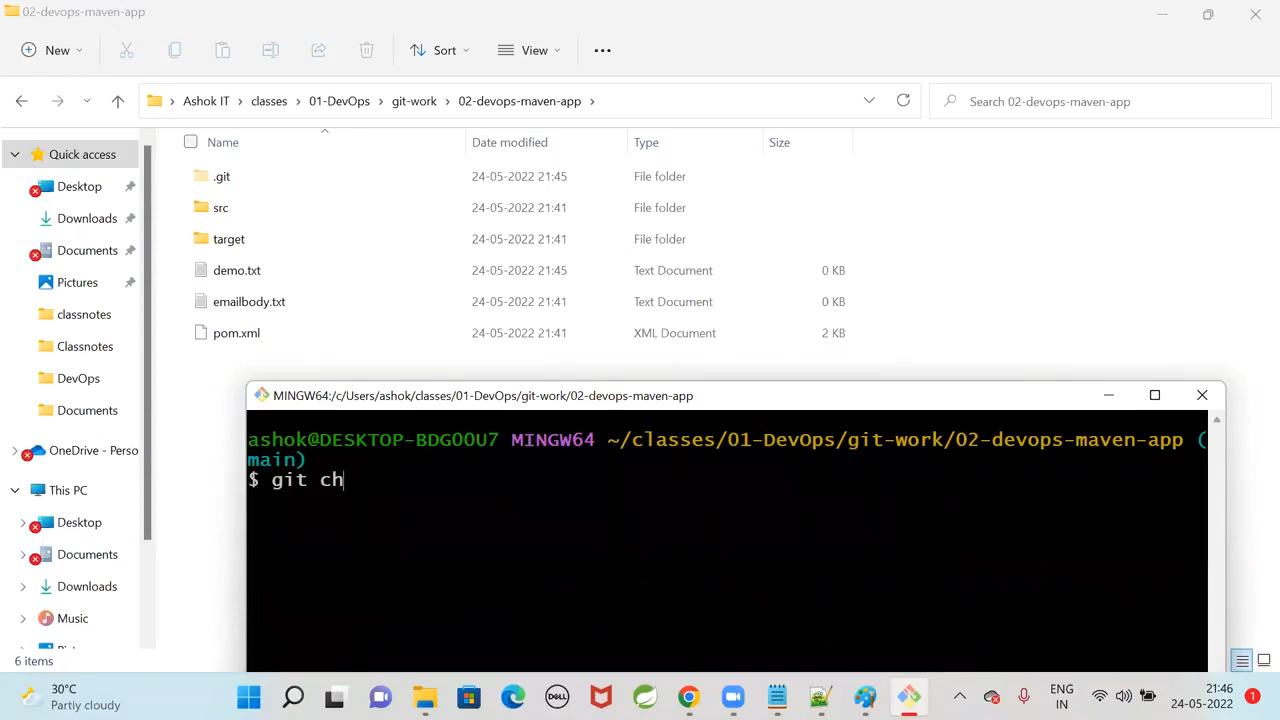 02-devops-maven-app
New
Sort
View
Ashok IT
classes
01-DevOps
git-work
02-devops-maven-app
Search 02-devops-maven-app
Name
Date modified
Type
Size
.git
24-05-2022 21:45
File folder
src
24-05-2022 21:41
File folder
target
24-05-2022 21:41
File folder
demo.txt
24-05-2022 21:45
Text Document
0 KB
emailbody.txt
24-05-2022 21:41
Text Document
0 KB
pom.xml
24-05-2022 21:41
XML Document
2 KB
Quick access
Desktop
Downloads
Documents
Pictures
classnotes
Classnotes
DevOps
Documents
OneDrive - Perso
This PC
Desktop
Documents
Downloads
Music
6 items
MINGW64:/c/Users/ashok/classes/01-DevOps/git-work/02-devops-maven-app
ashok@DESKTOP-BDG00U7 MINGW64 ~/classes/01-DevOps/git-work/02-devops-maven-app (
main)
$ git ch
30°C
Partly cloudy
DELL
ENG
IN
21:46
24-05-2022
1